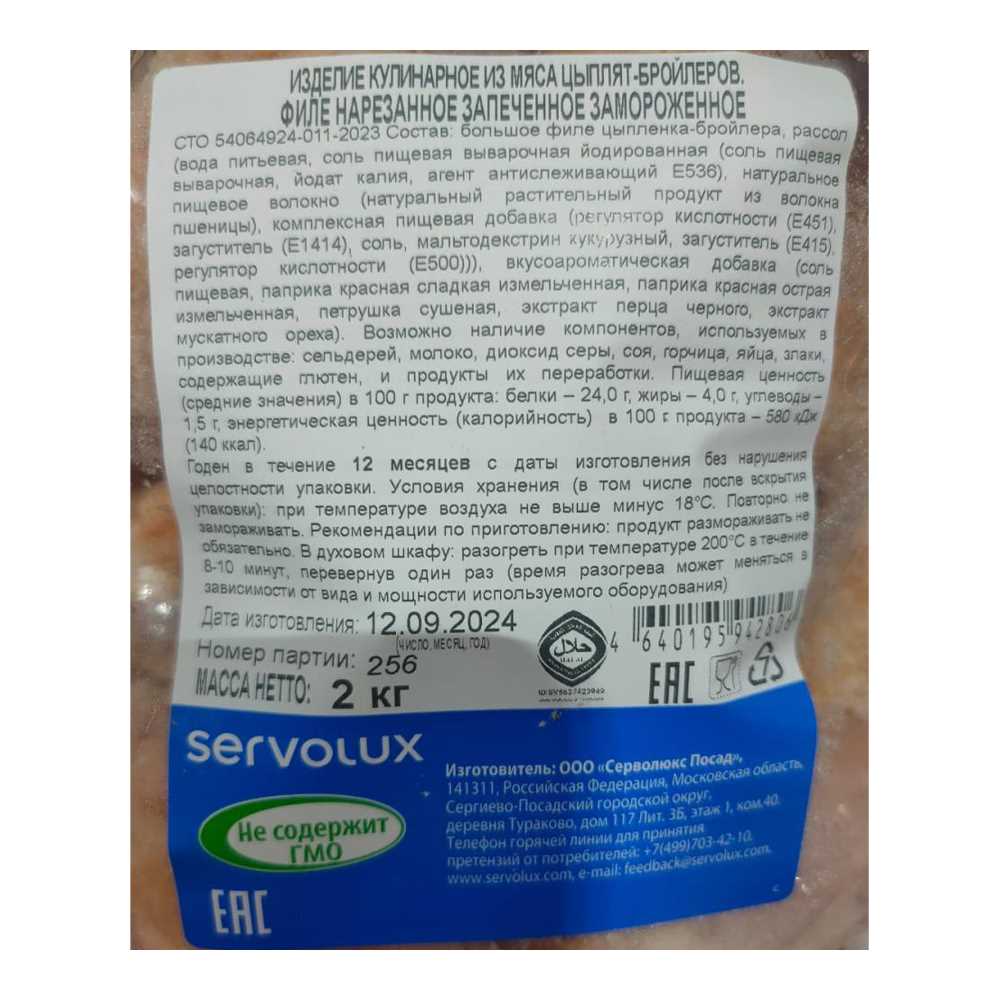 ИЗДЕЛИЕ КУЛИНАРНОЕ ИЗ МЯСА ЦЫПЛЯТ-БРОЙЛЕРОВ.
ФИЛЕ НАРЕЗАННОЕ ЗАПЕЧЕННОЕ ЗАМОРОЖЕННОЕ
СТО 54064924-011-2023 Состав: большое филе цыпленка-бройлера, рассол
(вода питьевая, соль пищевая выварочная йодированная (соль пищевая
выварочная, йодат калия, агент антислеживающий Е536), натуральное
пищевое волокно (натуральный растительный продукт из волокна
пшеницы), комплексная пищевая добавка (регулятор кислотности (Е451),
загуститель (Е1414), соль, мальтодекстрин кукурузный, загуститель (Е415),
регулятор кислотности (Е500))), вкусоароматическая добавка (соль
пищевая, паприка красная сладкая измельченная, паприка красная острая
измельченная, петрушка сушеная, экстракт перца черного, экстракт
мускатного ореха). Возможно наличие компонентов, используемых в
производстве: сельдерей, молоко, диоксид серы, соя, горчица, яйца, злаки,
содержащие глютен, и продукты их переработки. Пищевая ценность
(средние значения) в 100 г продукта: белки – 24,0 г, жиры – 4,0 г, углеводы –
1,5 г, энергетическая ценность (калорийность) в 100 г продукта – 580 кДж
(140 ккал).
Годен в течение 12 месяцев с даты изготовления без нарушения
целостности упаковки. Условия хранения (в том числе после вскрытия
упаковки): при температуре воздуха не выше минус 18°С. Повторно не
замораживать. Рекомендации по приготовлению: продукт размораживать не
обязательно. В духовом шкафу: разогреть при температуре 200°С в течение
8-10 минут, перевернув один раз (время разогрева может меняться в
зависимости от вида и мощности используемого оборудования)
Дата изготовления: 12.09.2024
(ЧИСЛО, МЕСЯЦ, ГОД)
Номер партии: 256
МАССА НЕТТО: 2 КГ
حلال
HALAL
4 640195 942806
EAC
servolux
Не содержит
ГМО
EAC
Изготовитель: ООО «Серволюкс Посад»,
141311, Российская Федерация, Московская область,
Сергиево-Посадский городской округ,
деревня Тураково, дом 117 Лит. 3Б, этаж 1, ком.40.
Телефон горячей линии для принятия
претензий от потребителей: +7(499)703-42-10.
www.servolux.com, e-mail: feedback@servolux.com.